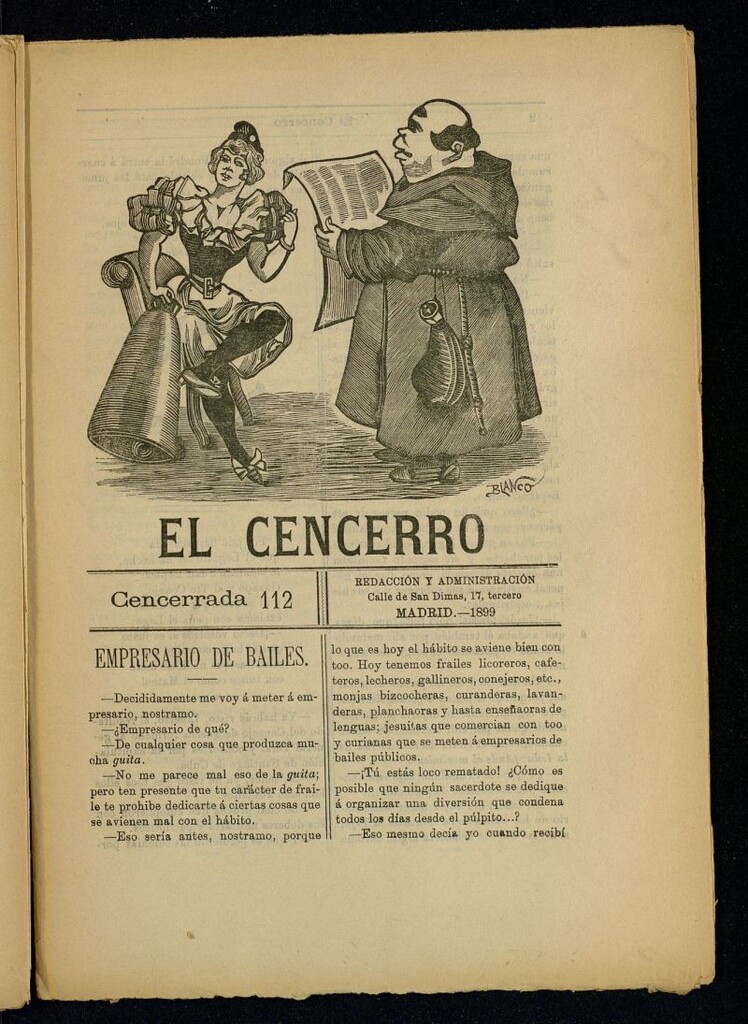 BLANCO
EL CENCERRO
Cencerrada 112
REDACCIÓN Y ADMINISTRACIÓN
Calle de San Dimas, 17, tercero
MADRID.—1899
EMPRESARIO DE BAILES.
—Decididamente me voy á meter á em-
presario, nostramo.
—¿Empresario de qué?
—De cualquier cosa que produzca mu-
cha guita.
—No me parece mal eso de la guita;
pero ten presente que tu carácter de frai-
le te prohibe dedicarte á ciertas cosas que
se avienen mal con el hábito.
—Eso sería antes, nostramo, porque
lo que es hoy el hábito se aviene bien con
too. Hoy tenemos frailes licoreros, cafe-
teros, lecheros, gallineros, conejeros, etc.,
monjas bizcocheras, curanderas, lavan-
deras, planchaoras y hasta enseñaoras de
lenguas; jesuitas que comercian con too
y curianas que se meten á empresarios de
bailes públicos.
—¡Tú estás loco rematado! ¿Cómo es
posible que ningún sacerdote se dedique
á organizar una diversión que condena
todos los días desde el púlpito...?
—Eso mesmo decía yo cuando recibí